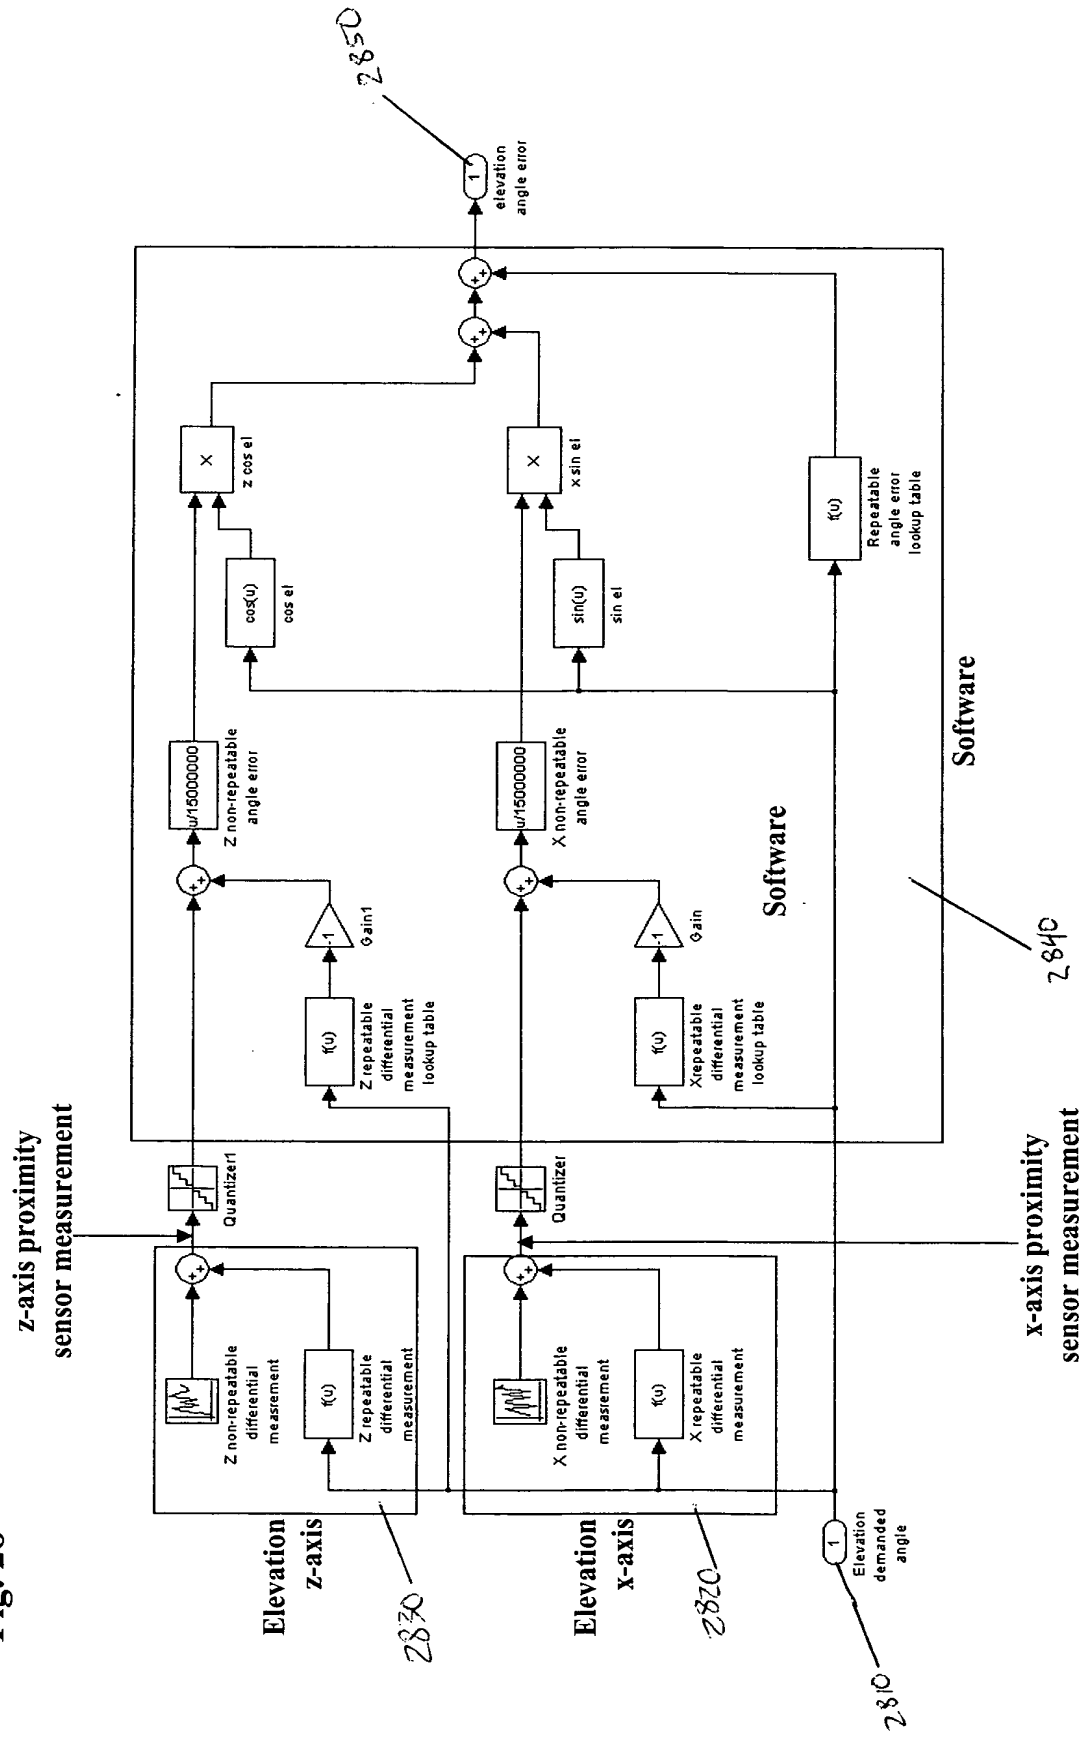 z-axis proximity
sensor measurement
Elevation
z-axis
2830
Z non-repeatable
differential
measrement
f(u)
Z repeatable
differential
measurement
Quantizer1
f(u)
Z repeatable
differential
measurement
lookup table
-1
Gain1
u/15000000
Z non-repeatable
angle error
cos(u)
cos el
X
z cos el
Elevation
x-axis
2820
X non-repeatable
differential
measrement
f(u)
X repeatable
differential
measurement
Quantizer
f(u)
Xrepeatable
differential
measurement
lookup table
-1
Gain
u/15000000
X non-repeatable
angle error
sin(u)
sin el
X
x sin el
1
elevation
angle error
2850
1
Elevation
demanded
angle
2810
f(u)
Repeatable
angle error
lookup table
Software
Software
2840
x-axis proximity
sensor measurement